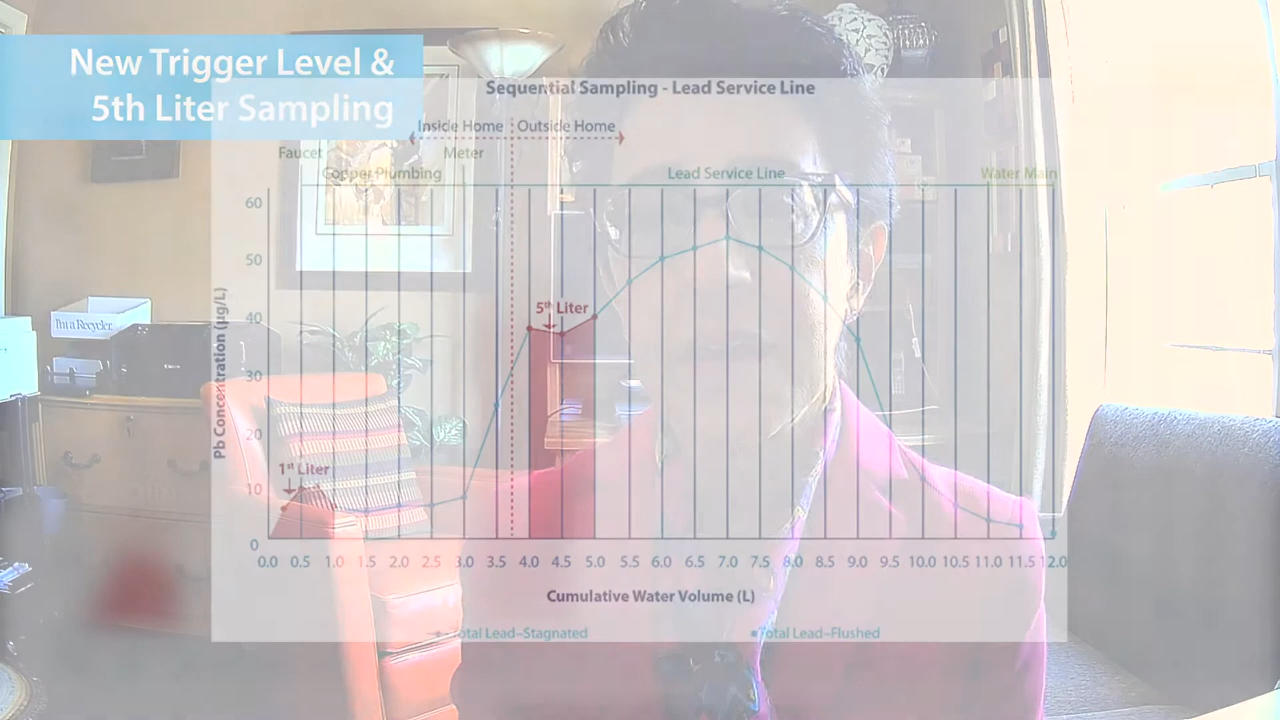 New Trigger Level &
5th Liter Sampling
Sequential Sampling - Lead Service Line
Inside Home Outside Home
Faucet Meter
Copper Plumbing Lead Service Line Water Main
60
50
40
30
20
10
0
Pb Concentration (µg/L)
5th Liter
1st Liter
0.0 0.5 1.0 1.5 2.0 2.5 3.0 3.5 4.0 4.5 5.0 5.5 6.0 6.5 7.0 7.5 8.0 8.5 9.0 9.5 10.0 10.5 11.0 11.5 12.0
Cumulative Water Volume (L)
Total Lead–Stagnated Total Lead–Flushed
I'm a Recycler.